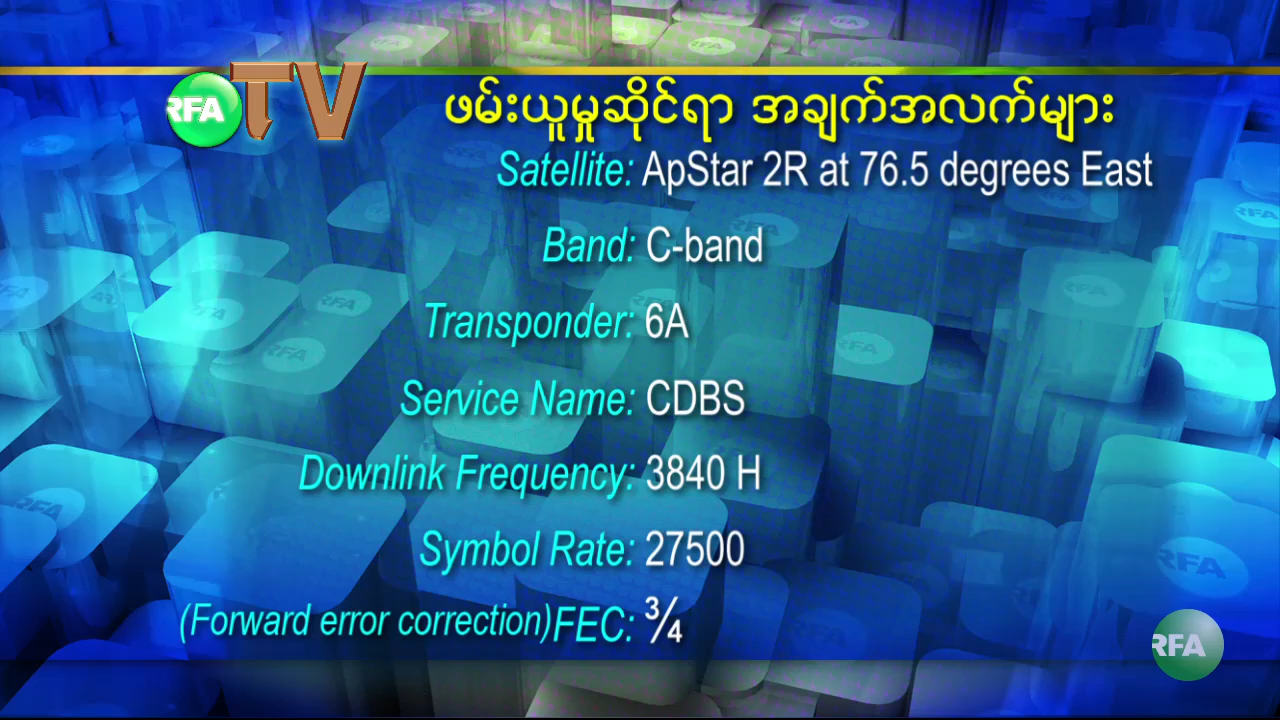 RFA TV
ဖမ်းယူမှုဆိုင်ရာ အချက်အလက်များ
Satellite: ApStar 2R at 76.5 degrees East
Band: C-band
Transponder: 6A
Service Name: CDBS
Downlink Frequency: 3840 H
Symbol Rate: 27500
(Forward error correction)FEC: ¾
RFA